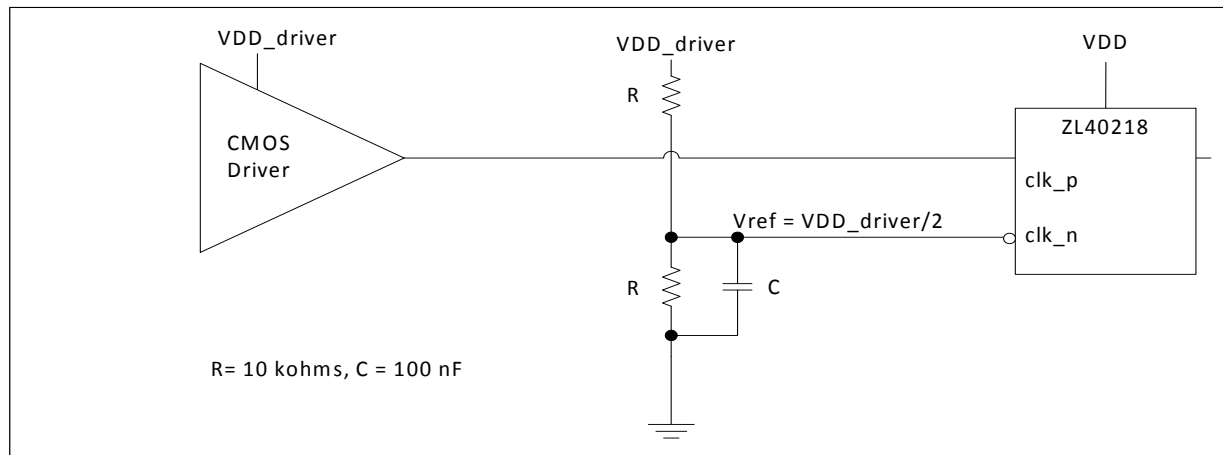 VDD_driver
VDD_driver
VDD
R
ZL40218
CMOS
Driver
clk_p
Vref = VDD_driver/2
clk_n
R
C
R= 10 kohms, C = 100 nF